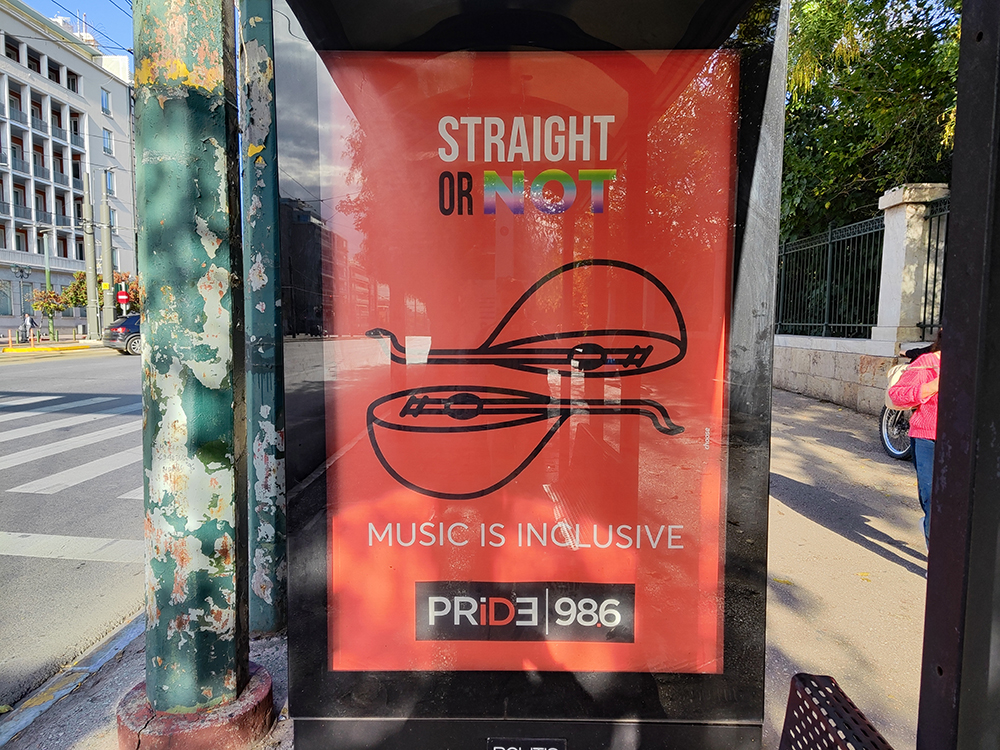 STRAIGHT
OR NOT
MUSIC IS INCLUSIVE
PRiDE 98.6